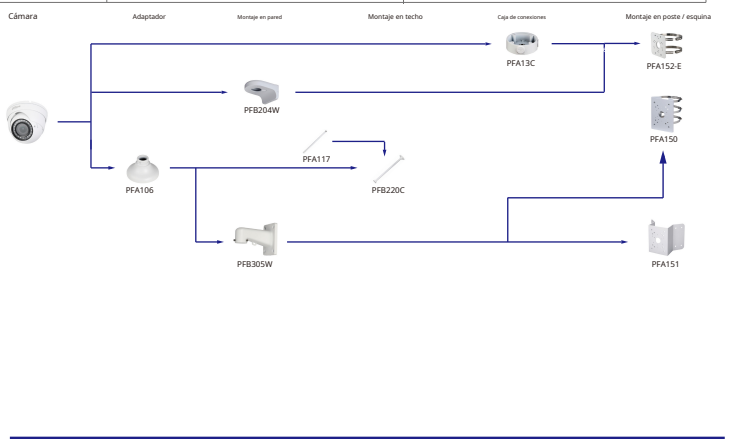 Cámara
Adaptador
Montaje en pared
Montaje en techo
Caja de conexiones
Montaje en poste / esquina
PFA13C
PFA152-E
PFB204W
PFA150
PFA117
PFA106
PFB220C
PFB305W
PFA151